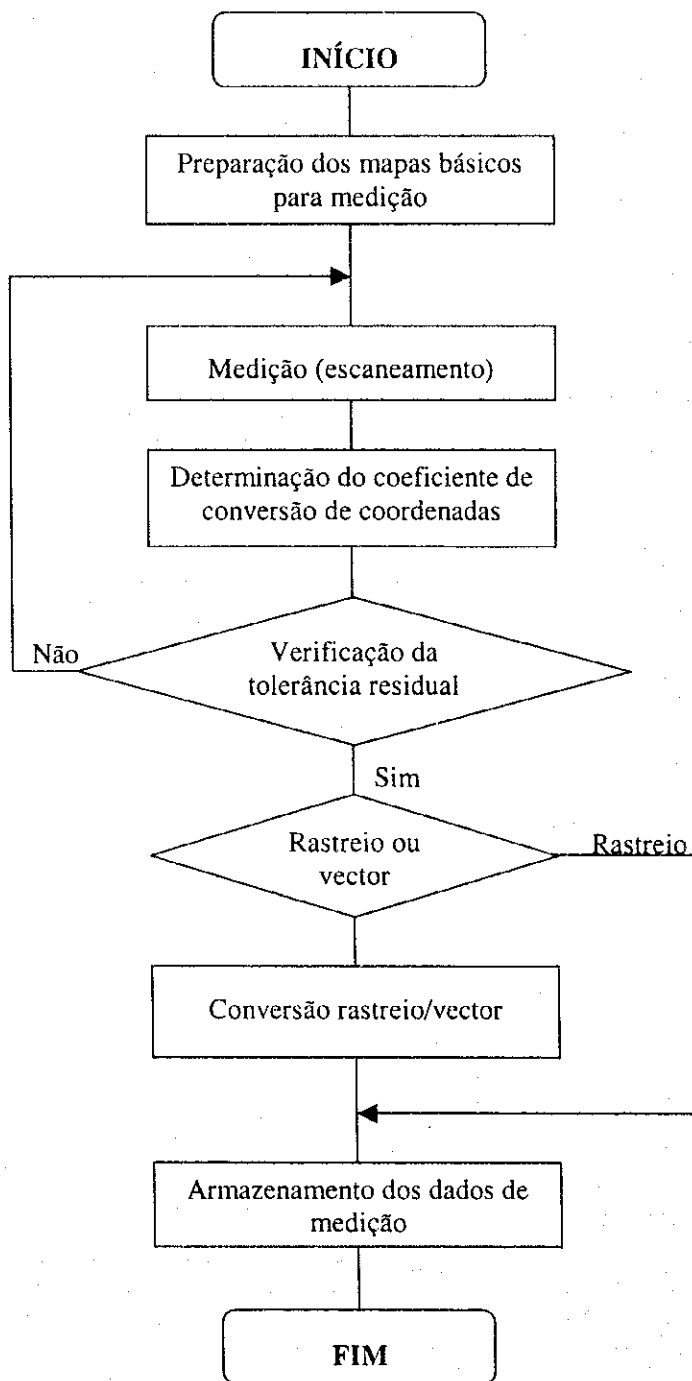 INÍCIO
Preparação dos mapas básicos
para medição
Medição (escaneamento)
Determinação do coeficiente de
conversão de coordenadas
Não
Verificação da
tolerância residual
Sim
Rastreio ou
vector
Rastreio
Conversão rastreio/vector
Armazenamento dos dados de
medição
FIM